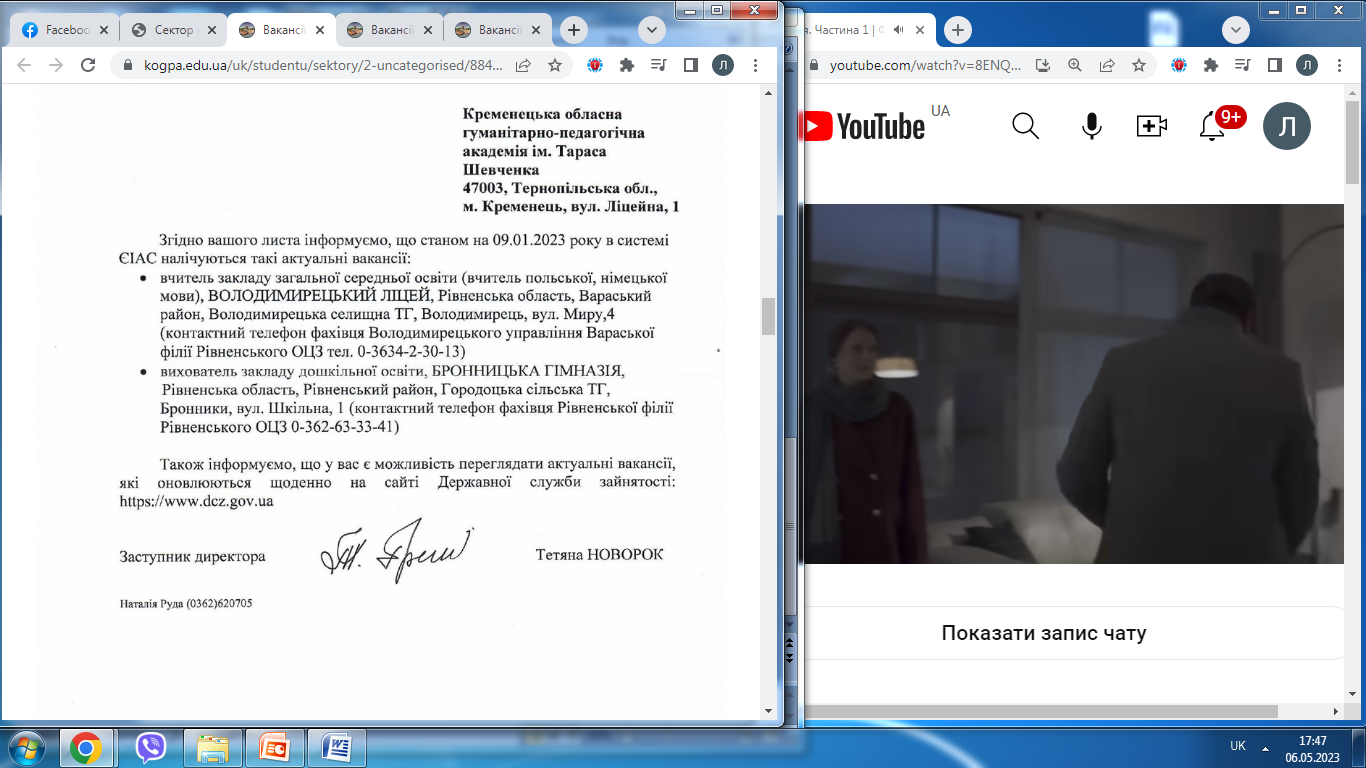 Faceboo
Сектор
Вакансії
Вакансії
Вакансії
kogpa.edu.ua/uk/studentu/sektory/2-uncategorised/884...
Л
Кременецька обласна
гуманітарно-педагогічна
академія ім. Тараса
Шевченка
47003, Тернопільська обл.,
м. Кременець, вул. Ліцейна, 1
Згідно вашого листа інформуємо, що станом на 09.01.2023 року в системі
ЄІАС налічуються такі актуальні вакансії:
• вчитель закладу загальної середньої освіти (вчитель польської, німецької
мови), ВОЛОДИМИРЕЦЬКИЙ ЛІЦЕЙ, Рівненська область, Вараський
район, Володимирецька селищна ТГ, Володимирець, вул. Миру,4
(контактний телефон фахівця Володимирецького управління Вараської
філії Рівненського ОЦЗ тел. 0-3634-2-30-13)
• вихователь закладу дошкільної освіти, БРОННИЦЬКА ГІМНАЗІЯ,
Рівненська область, Рівненський район, Городоцька сільська ТГ,
Бронники, вул. Шкільна, 1 (контактний телефон фахівця Рівненської філії
Рівненського ОЦЗ 0-362-63-33-41)
Також інформуємо, що у вас є можливість переглядати актуальні вакансії,
які оновлюються щоденно на сайті Державної служби зайнятості:
https://www.dcz.gov.ua
Заступник директора Тетяна НОВОРОК
Наталія Руда (0362)620705
я. Частина 1 |
youtube.com/watch?v=8ENQ...
Л
YouTube UA
9+
Л
Показати запис чату
UK
17:47
06.05.2023